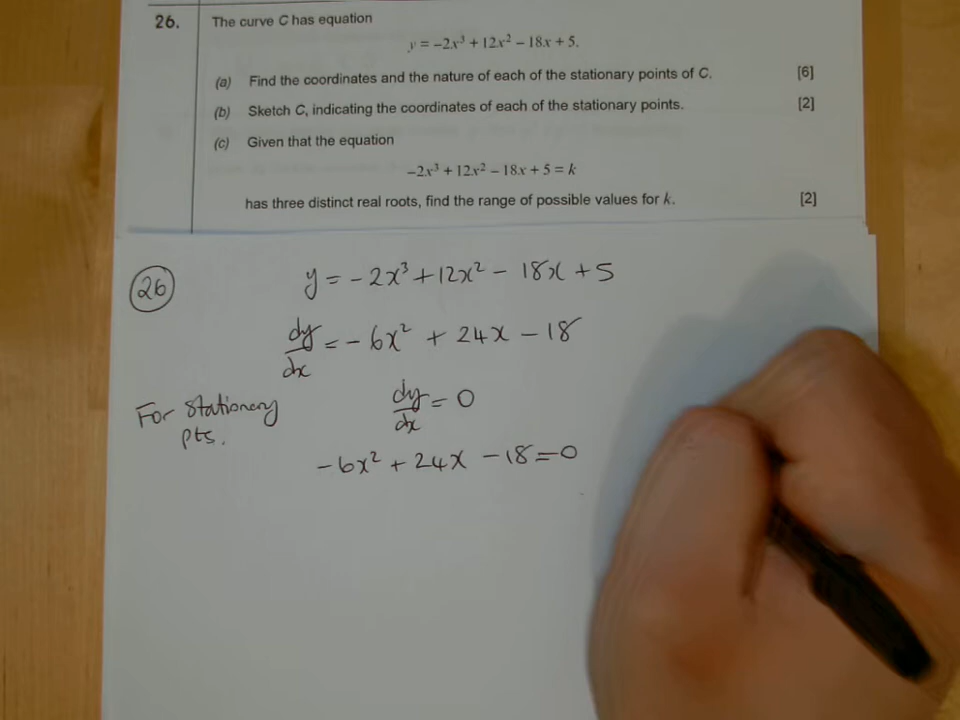 26. The curve C has equation
y = −2x³ + 12x² − 18x + 5.
(a) Find the coordinates and the nature of each of the stationary points of C. [6]
(b) Sketch C, indicating the coordinates of each of the stationary points. [2]
(c) Given that the equation
−2x³ + 12x² − 18x + 5 = k
has three distinct real roots, find the range of possible values for k. [2]
26 y = −2x³ + 12x² − 18x + 5
dy/dx = −6x² + 24x − 18
For stationary pts. dy/dx = 0
−6x² + 24x − 18 = 0